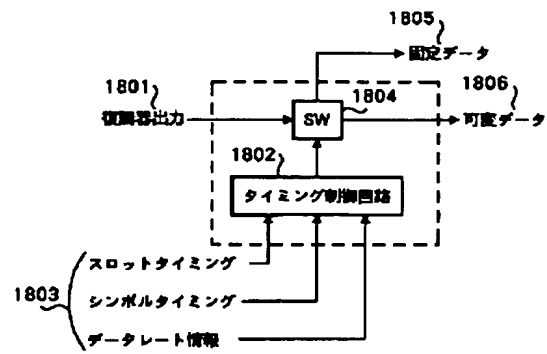 1805
固定データ
1801
1804
1806
復調器出力
SW
可変データ
1802
タイミング制御回路
スロットタイミング
1803
シンボルタイミング
データレート情報